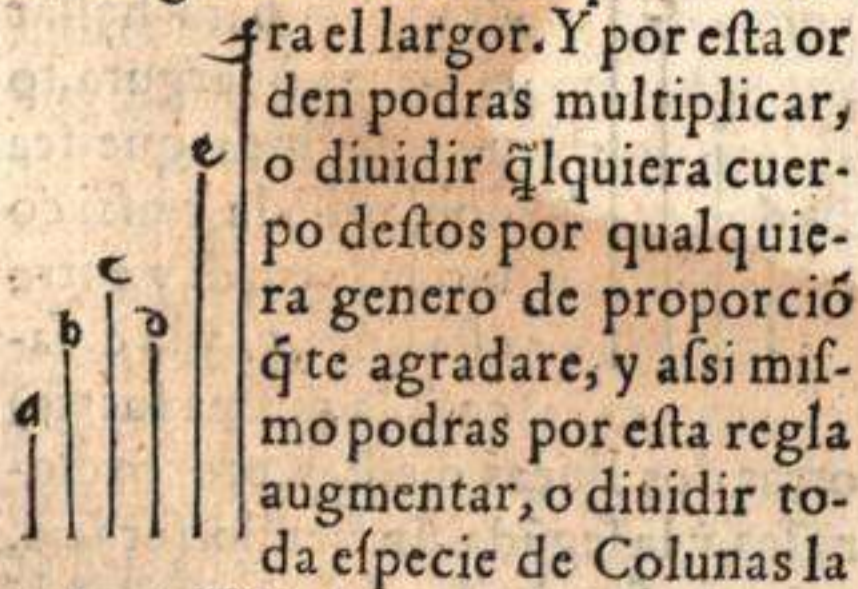 ra el largor. Y por eſta or
den podras multiplicar,
o diuidir q̃lquiera cuer-
po deſtos por qualquie-
ra genero de proporció
q́ te agradare, y aſsi miſ-
mo podras por eſta regla
augmentar, o diuidir to-
da eſpecie de Colunas la
a b c d e f